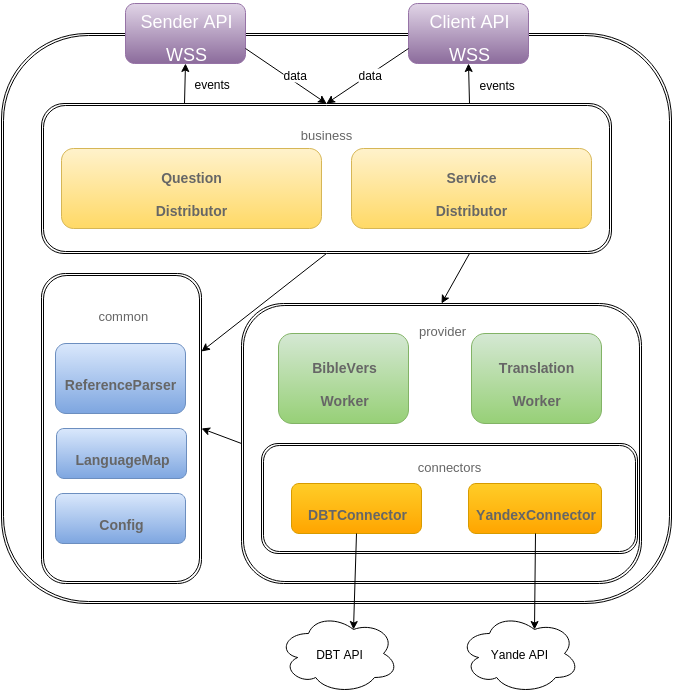 Sender API
WSS
Client API
WSS
data
data
events
events
business
Question
Distributor
Service
Distributor
common
ReferenceParser
LanguageMap
Config
provider
BibleVers
Worker
Translation
Worker
connectors
DBTConnector
YandexConnector
DBT API
Yande API